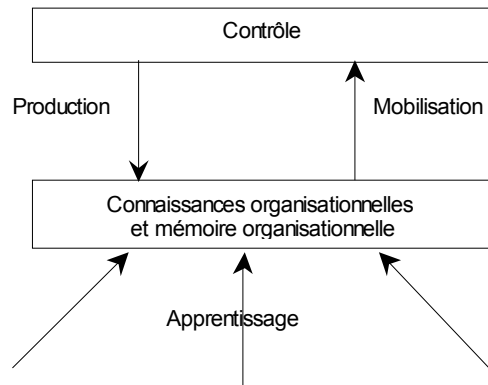 Contrôle
Production
Mobilisation
Connaissances organisationnelles
et mémoire organisationnelle
Apprentissage